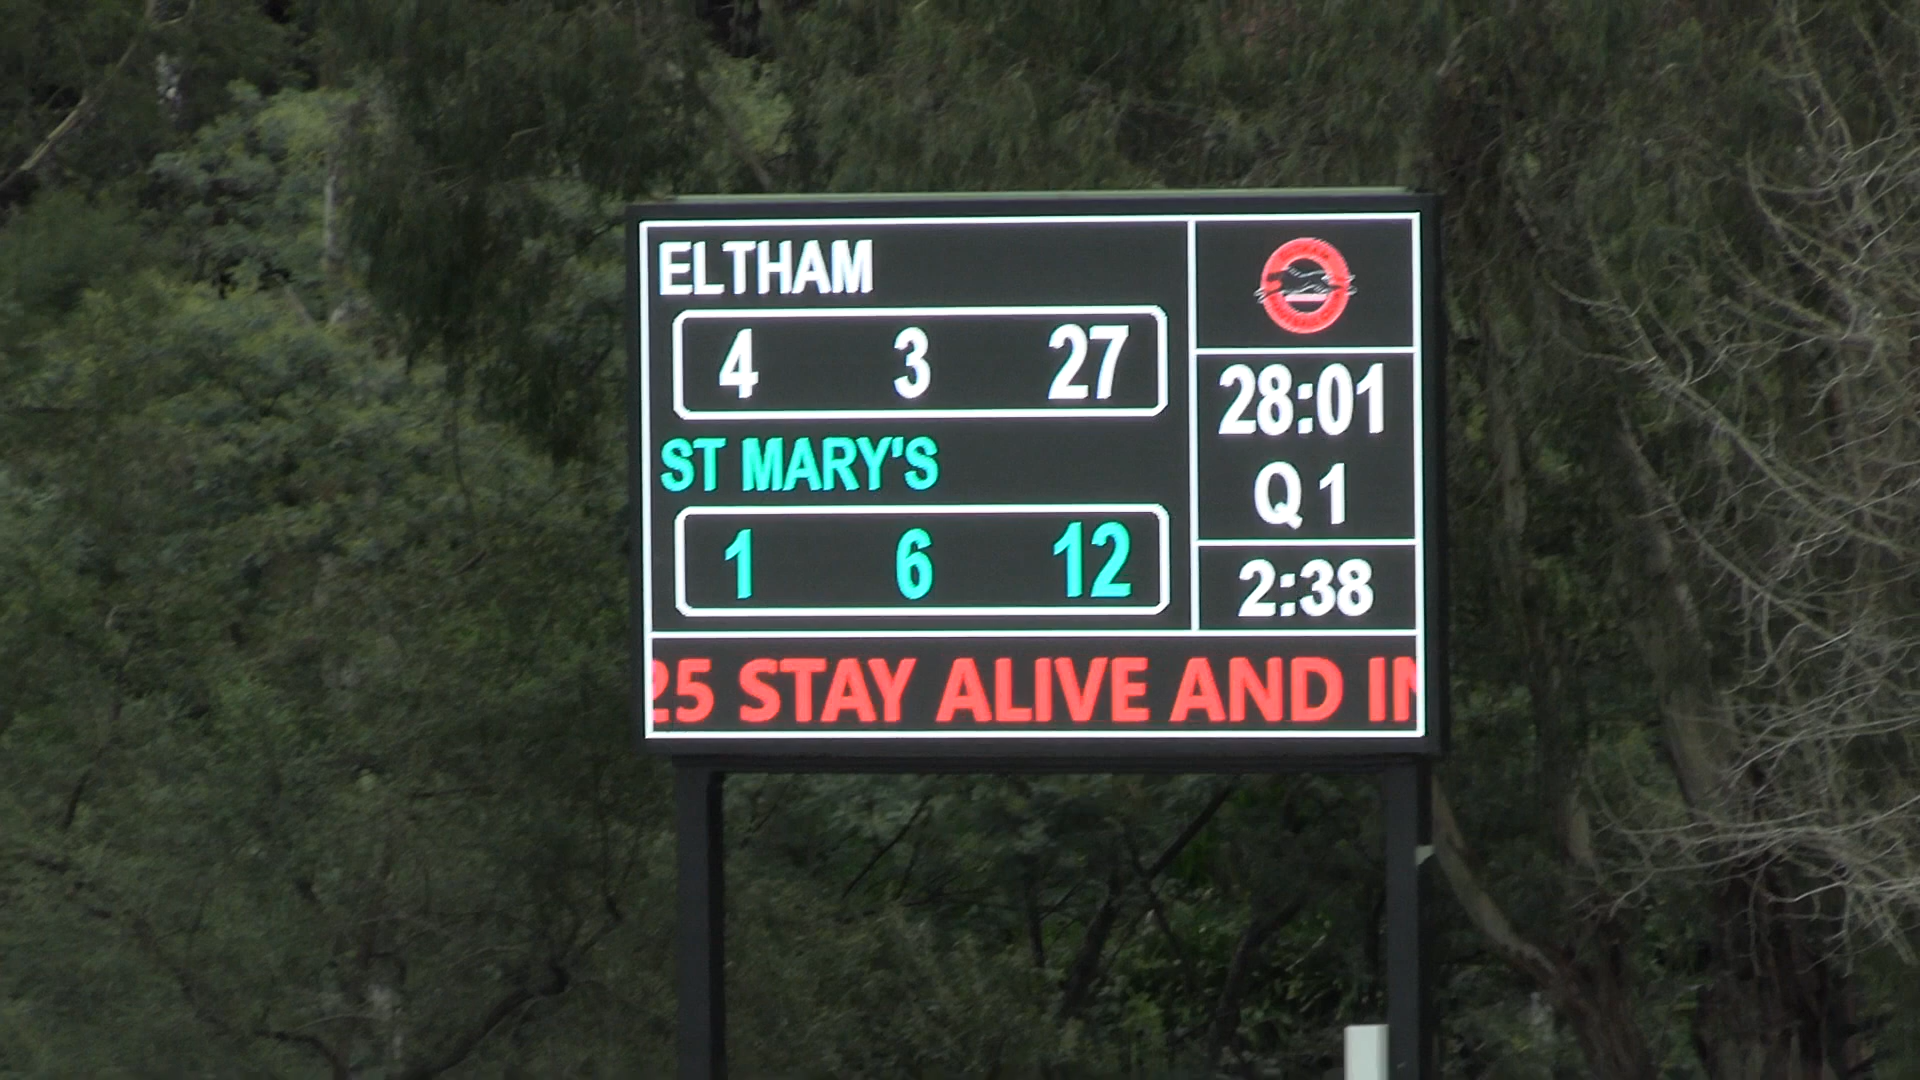 ELTHAM
4 3 27
ST MARY'S
1 6 12
28:01
Q 1
2:38
25 STAY ALIVE AND IN